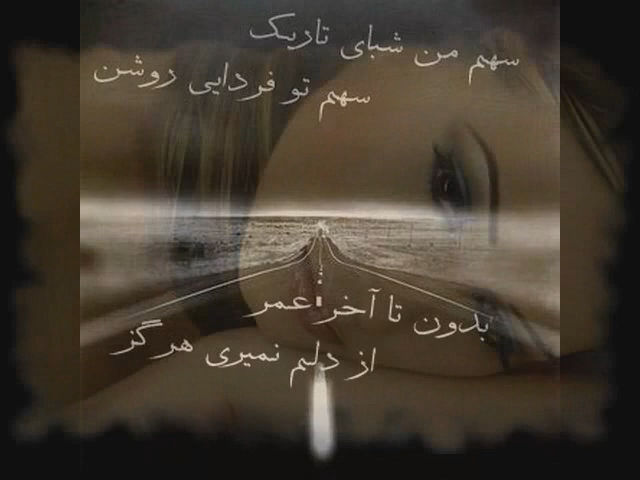 سهم من شبای تاریک
سهم تو فردایی روشن
بدون تا آخر عمر
از دلم نمیری هرگز